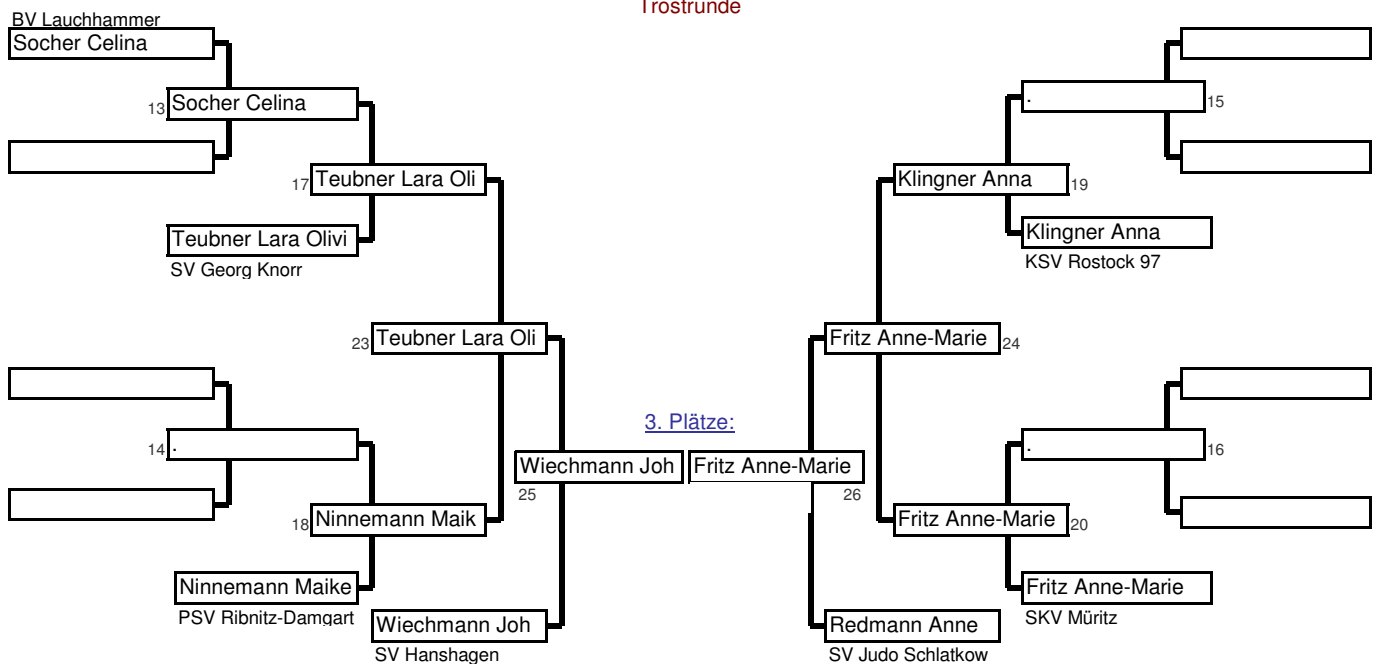 Trostrunde
BV Lauchhammer
Socher Celina
13 Socher Celina
. 15
17 Teubner Lara Oli
Klingner Anna 19
Teubner Lara Olivi
Klingner Anna
SV Georg Knorr
KSV Rostock 97
23 Teubner Lara Oli
Fritz Anne-Marie 24
3. Plätze:
14 .
. 16
Wiechmann Joh
Fritz Anne-Marie
25
26
18 Ninnemann Maik
Fritz Anne-Marie 20
Ninnemann Maike
Fritz Anne-Marie
PSV Ribnitz-Damgart
SKV Müritz
Wiechmann Joh
Redmann Anne
SV Hanshagen
SV Judo Schlatkow